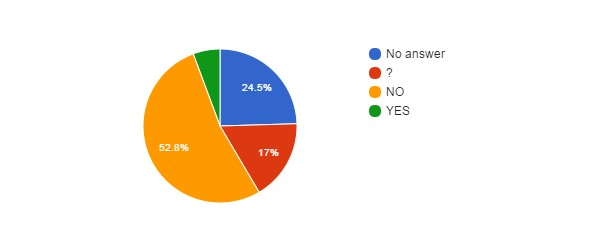 No answer
?
NO
YES
24.5%
17%
52.8%